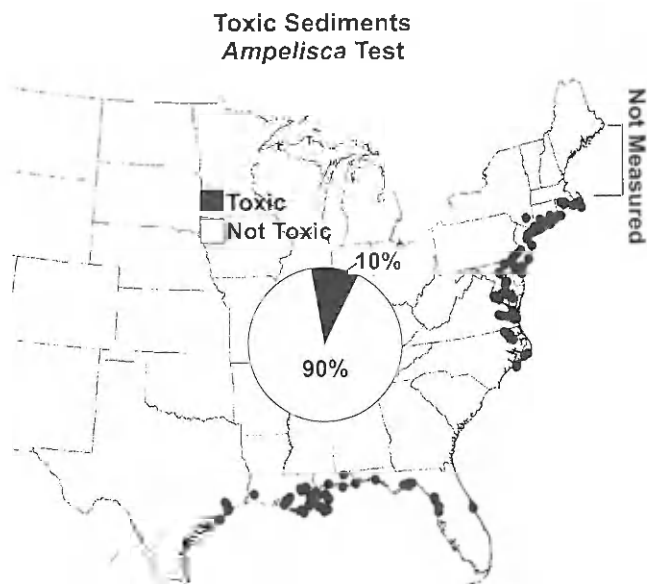 Toxic Sediments
Ampelisca Test
Not Measured
Toxic
Not Toxic
10%
90%